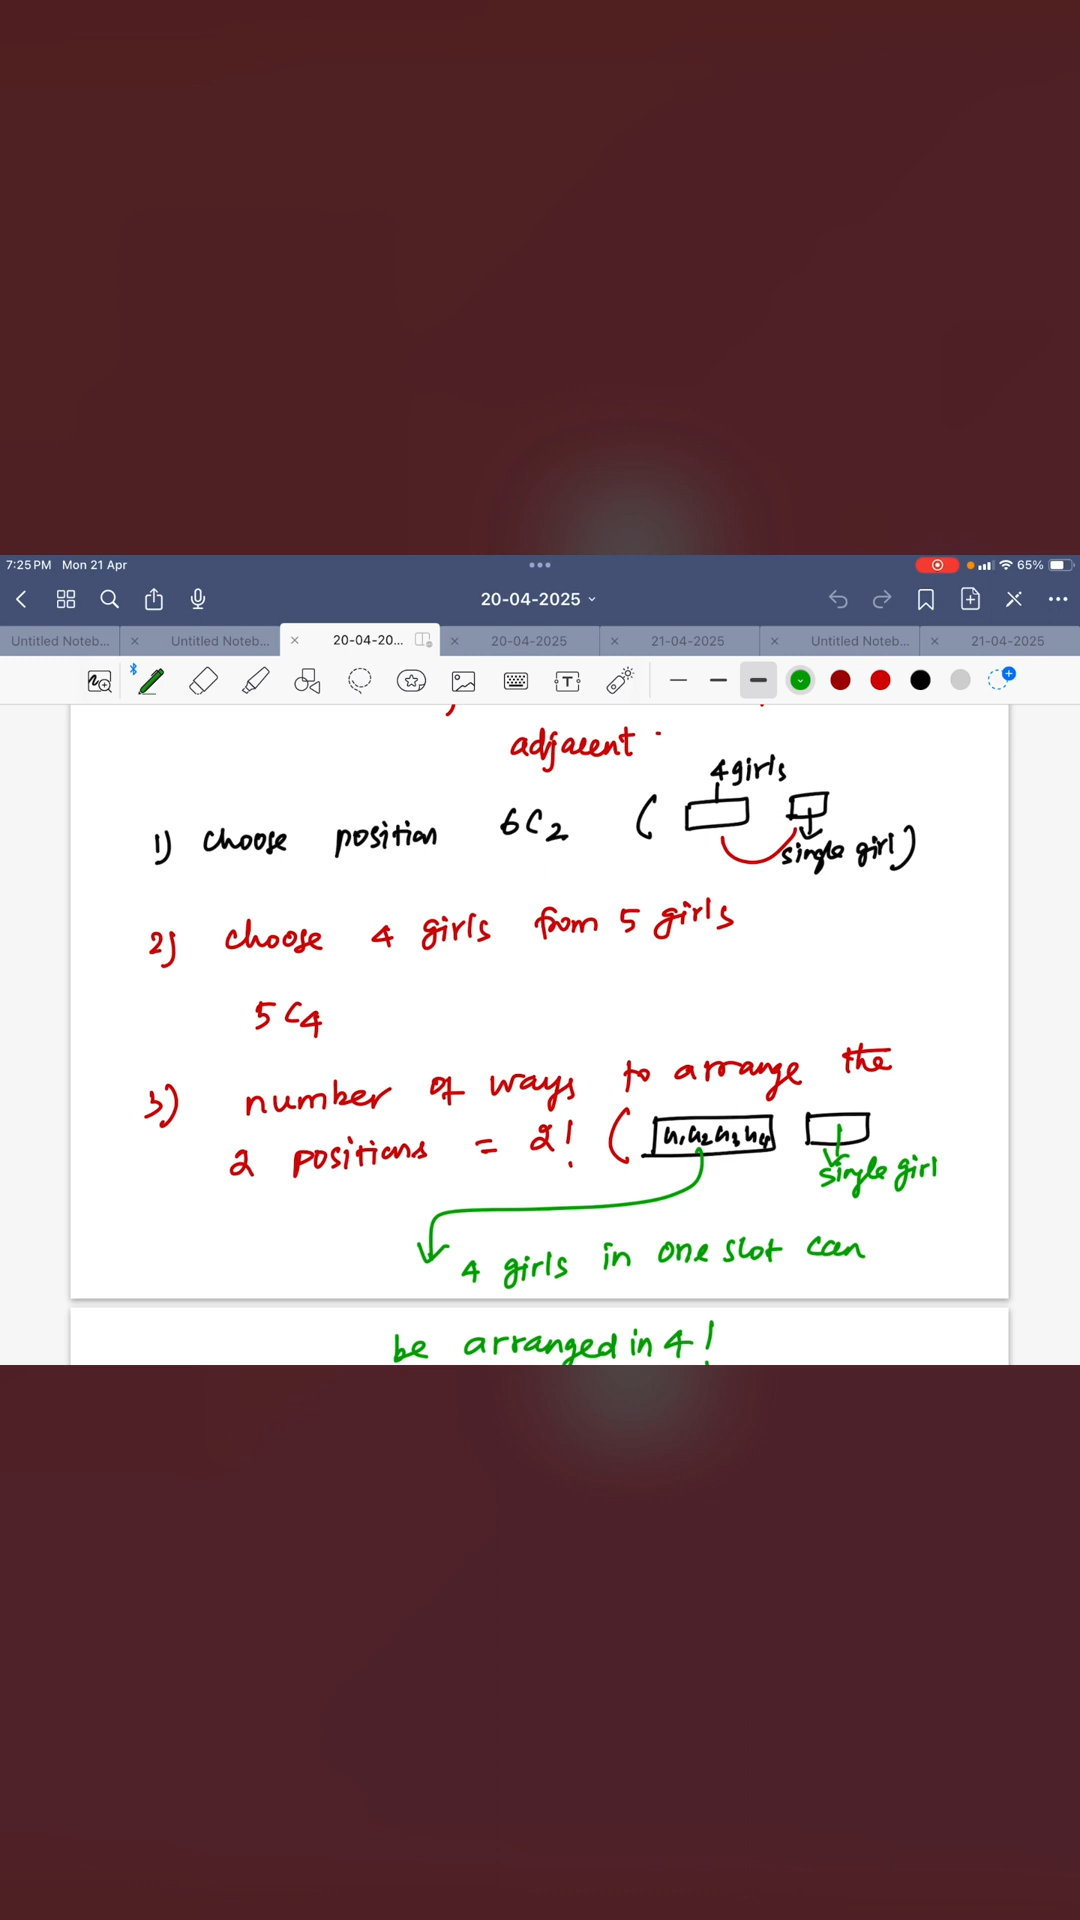 7:25 PM Mon 21 Apr
65%
20-04-2025
Untitled Noteb...
Untitled Noteb...
20-04-20...
20-04-2025
21-04-2025
Untitled Noteb...
21-04-2025
adjacent
4 girls
1) choose position 6C2 (
single girl)
2) choose 4 girls from 5 girls
5C4
3) number of ways to arrange the
2 positions = 2! (
single girl
4 girls in one slot can
be arranged in 4!